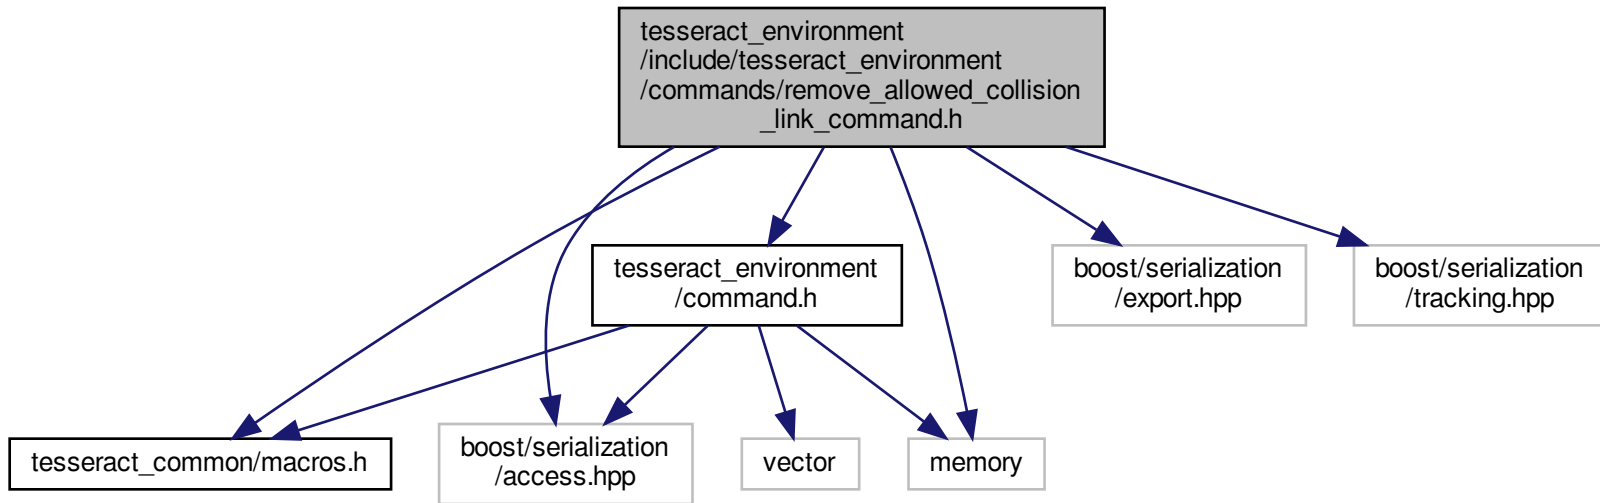 tesseract_environment
/include/tesseract_environment
/commands/remove_allowed_collision
_link_command.h
tesseract_environment
/command.h
boost/serialization
/export.hpp
boost/serialization
/tracking.hpp
tesseract_common/macros.h
boost/serialization
/access.hpp
vector
memory